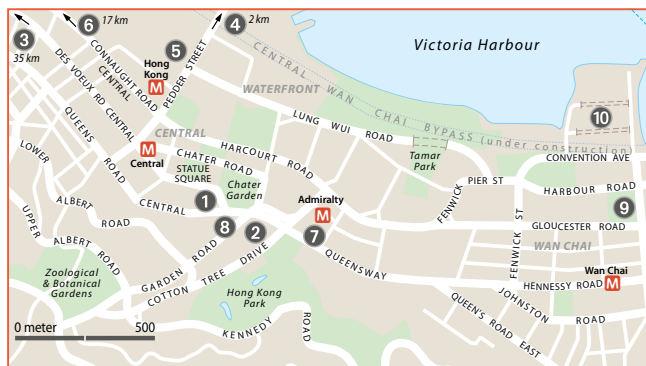 3
35 km
6
17 km
4
2 km
5
Victoria Harbour
CONNAUGHT ROAD
CENTRAL
DES VOEUX RD CENTRAL
Hong
Kong
M
PEDDER STREET
WATERFRONT
CENTRAL WAN CHAI BYPASS (under construction)
10
QUEENS ROAD CENTRAL
CENTRAL
M
Central
LUNG WUI ROAD
HARCOURT ROAD
CHATER ROAD
STATUE
SQUARE
Chater
Garden
Tamar
Park
CONVENTION AVE
FENWICK PIER ST
HARBOUR ROAD
LOWER ALBERT ROAD
UPPER ALBERT ROAD
1
Admiralty
M
9
GLOUCESTER ROAD
8
2
7
FENWICK ST
WAN CHAI
GARDEN ROAD
COTTON TREE DRIVE
QUEENSWAY
Wan Chai
HENNESSY ROAD
M
Zoological
& Botanical
Gardens
Hong Kong
Park
JOHNSTON ROAD
QUEEN'S ROAD EAST
KENNEDY ROAD
0 meter 500